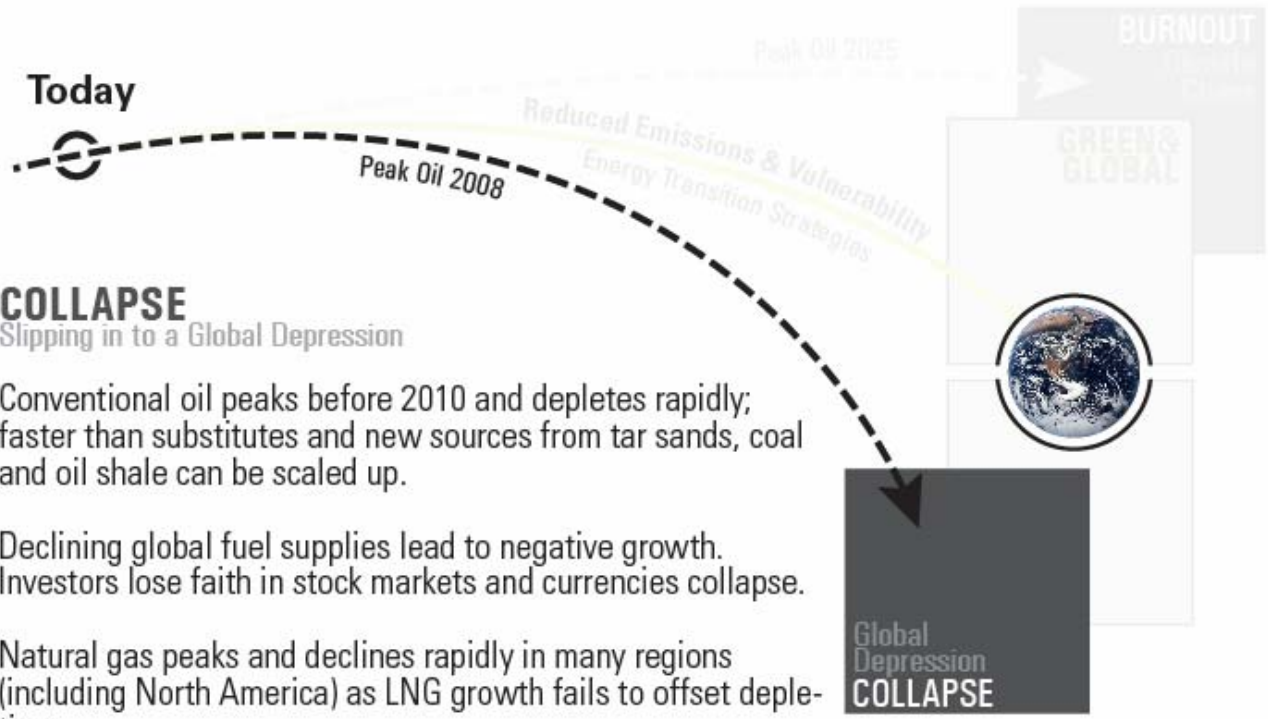 Peak Oil 2025
BURNOUT
Climate
Chaos
Today
Reduced Emissions & Vulnerability
GREEN&
GLOBAL
Peak Oil 2008
Energy Transition Strategies
COLLAPSE
Slipping in to a Global Depression
Conventional oil peaks before 2010 and depletes rapidly;
faster than substitutes and new sources from tar sands, coal
and oil shale can be scaled up.
Declining global fuel supplies lead to negative growth.
Investors lose faith in stock markets and currencies collapse.
Natural gas peaks and declines rapidly in many regions
(including North America) as LNG growth fails to offset deple-
Global
Depression
COLLAPSE